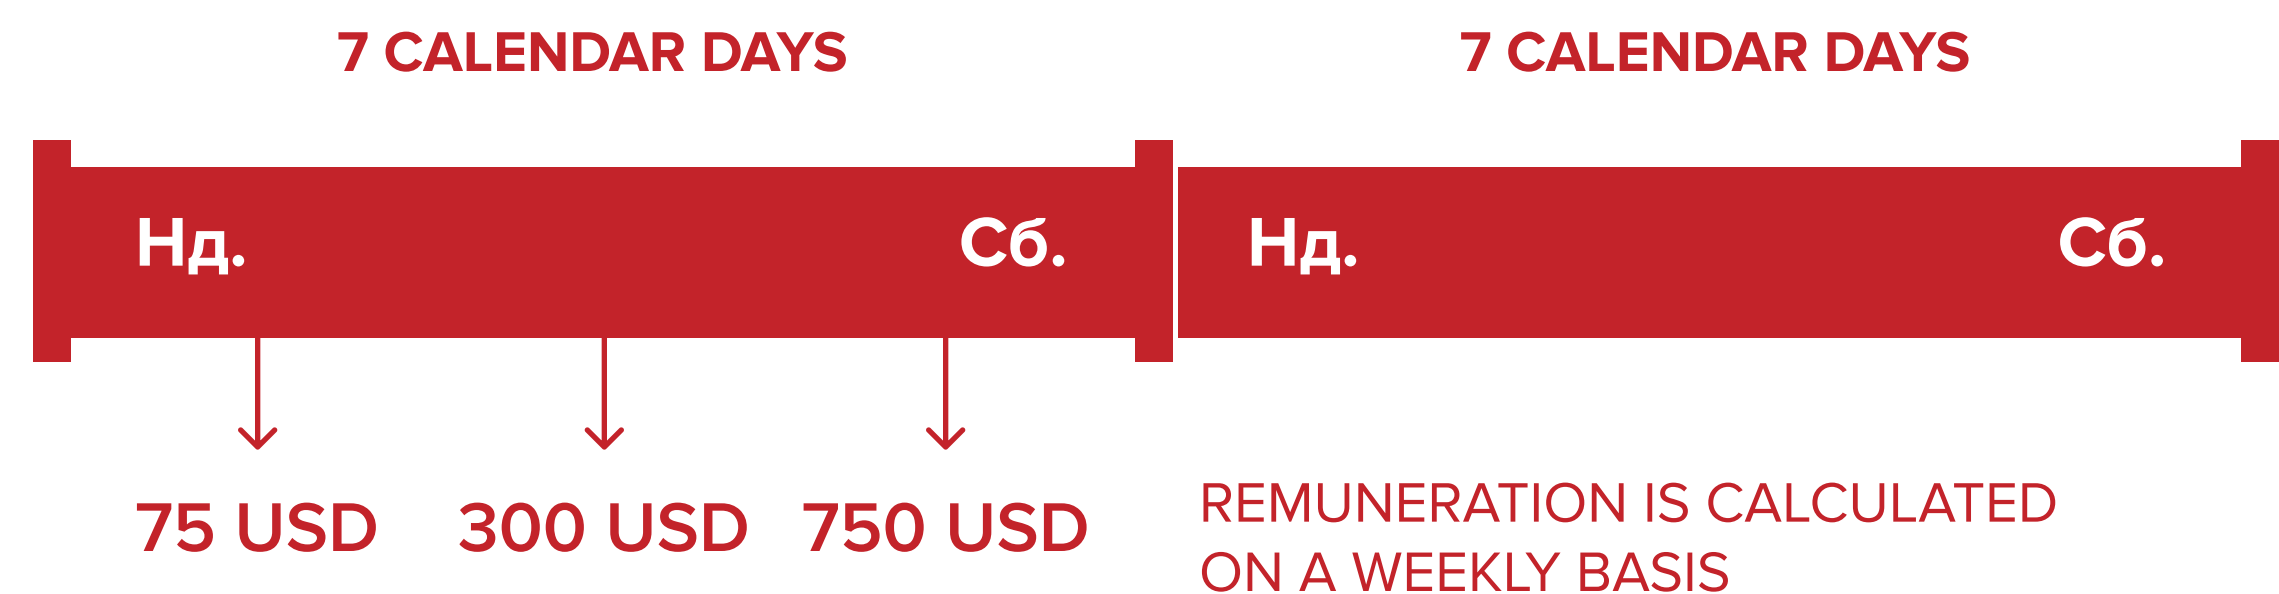 7 CALENDAR DAYS
7 CALENDAR DAYS
Нд.
Сб.
Нд.
Сб.
75 USD
300 USD
750 USD
REMUNERATION IS CALCULATED
ON A WEEKLY BASIS